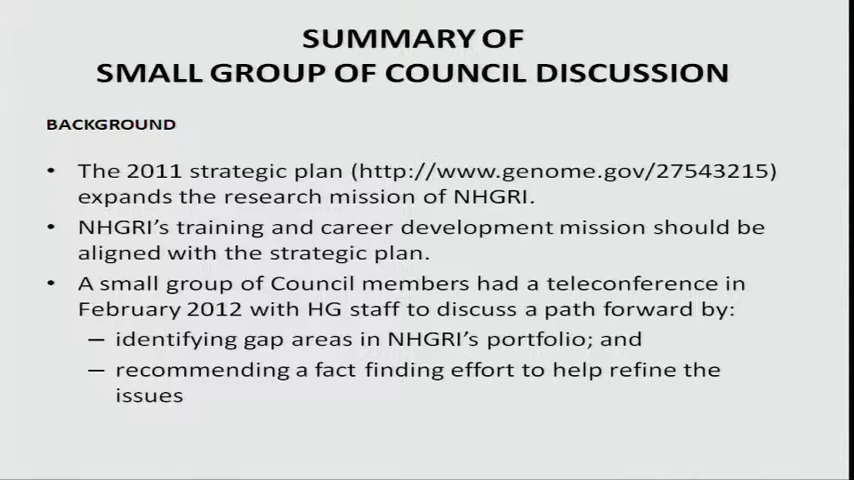 SUMMARY OF
SMALL GROUP OF COUNCIL DISCUSSION
BACKGROUND
• The 2011 strategic plan (http://www.genome.gov/27543215)
expands the research mission of NHGRI.
• NHGRI's training and career development mission should be
aligned with the strategic plan.
• A small group of Council members had a teleconference in
February 2012 with HG staff to discuss a path forward by:
– identifying gap areas in NHGRI's portfolio; and
– recommending a fact finding effort to help refine the
issues